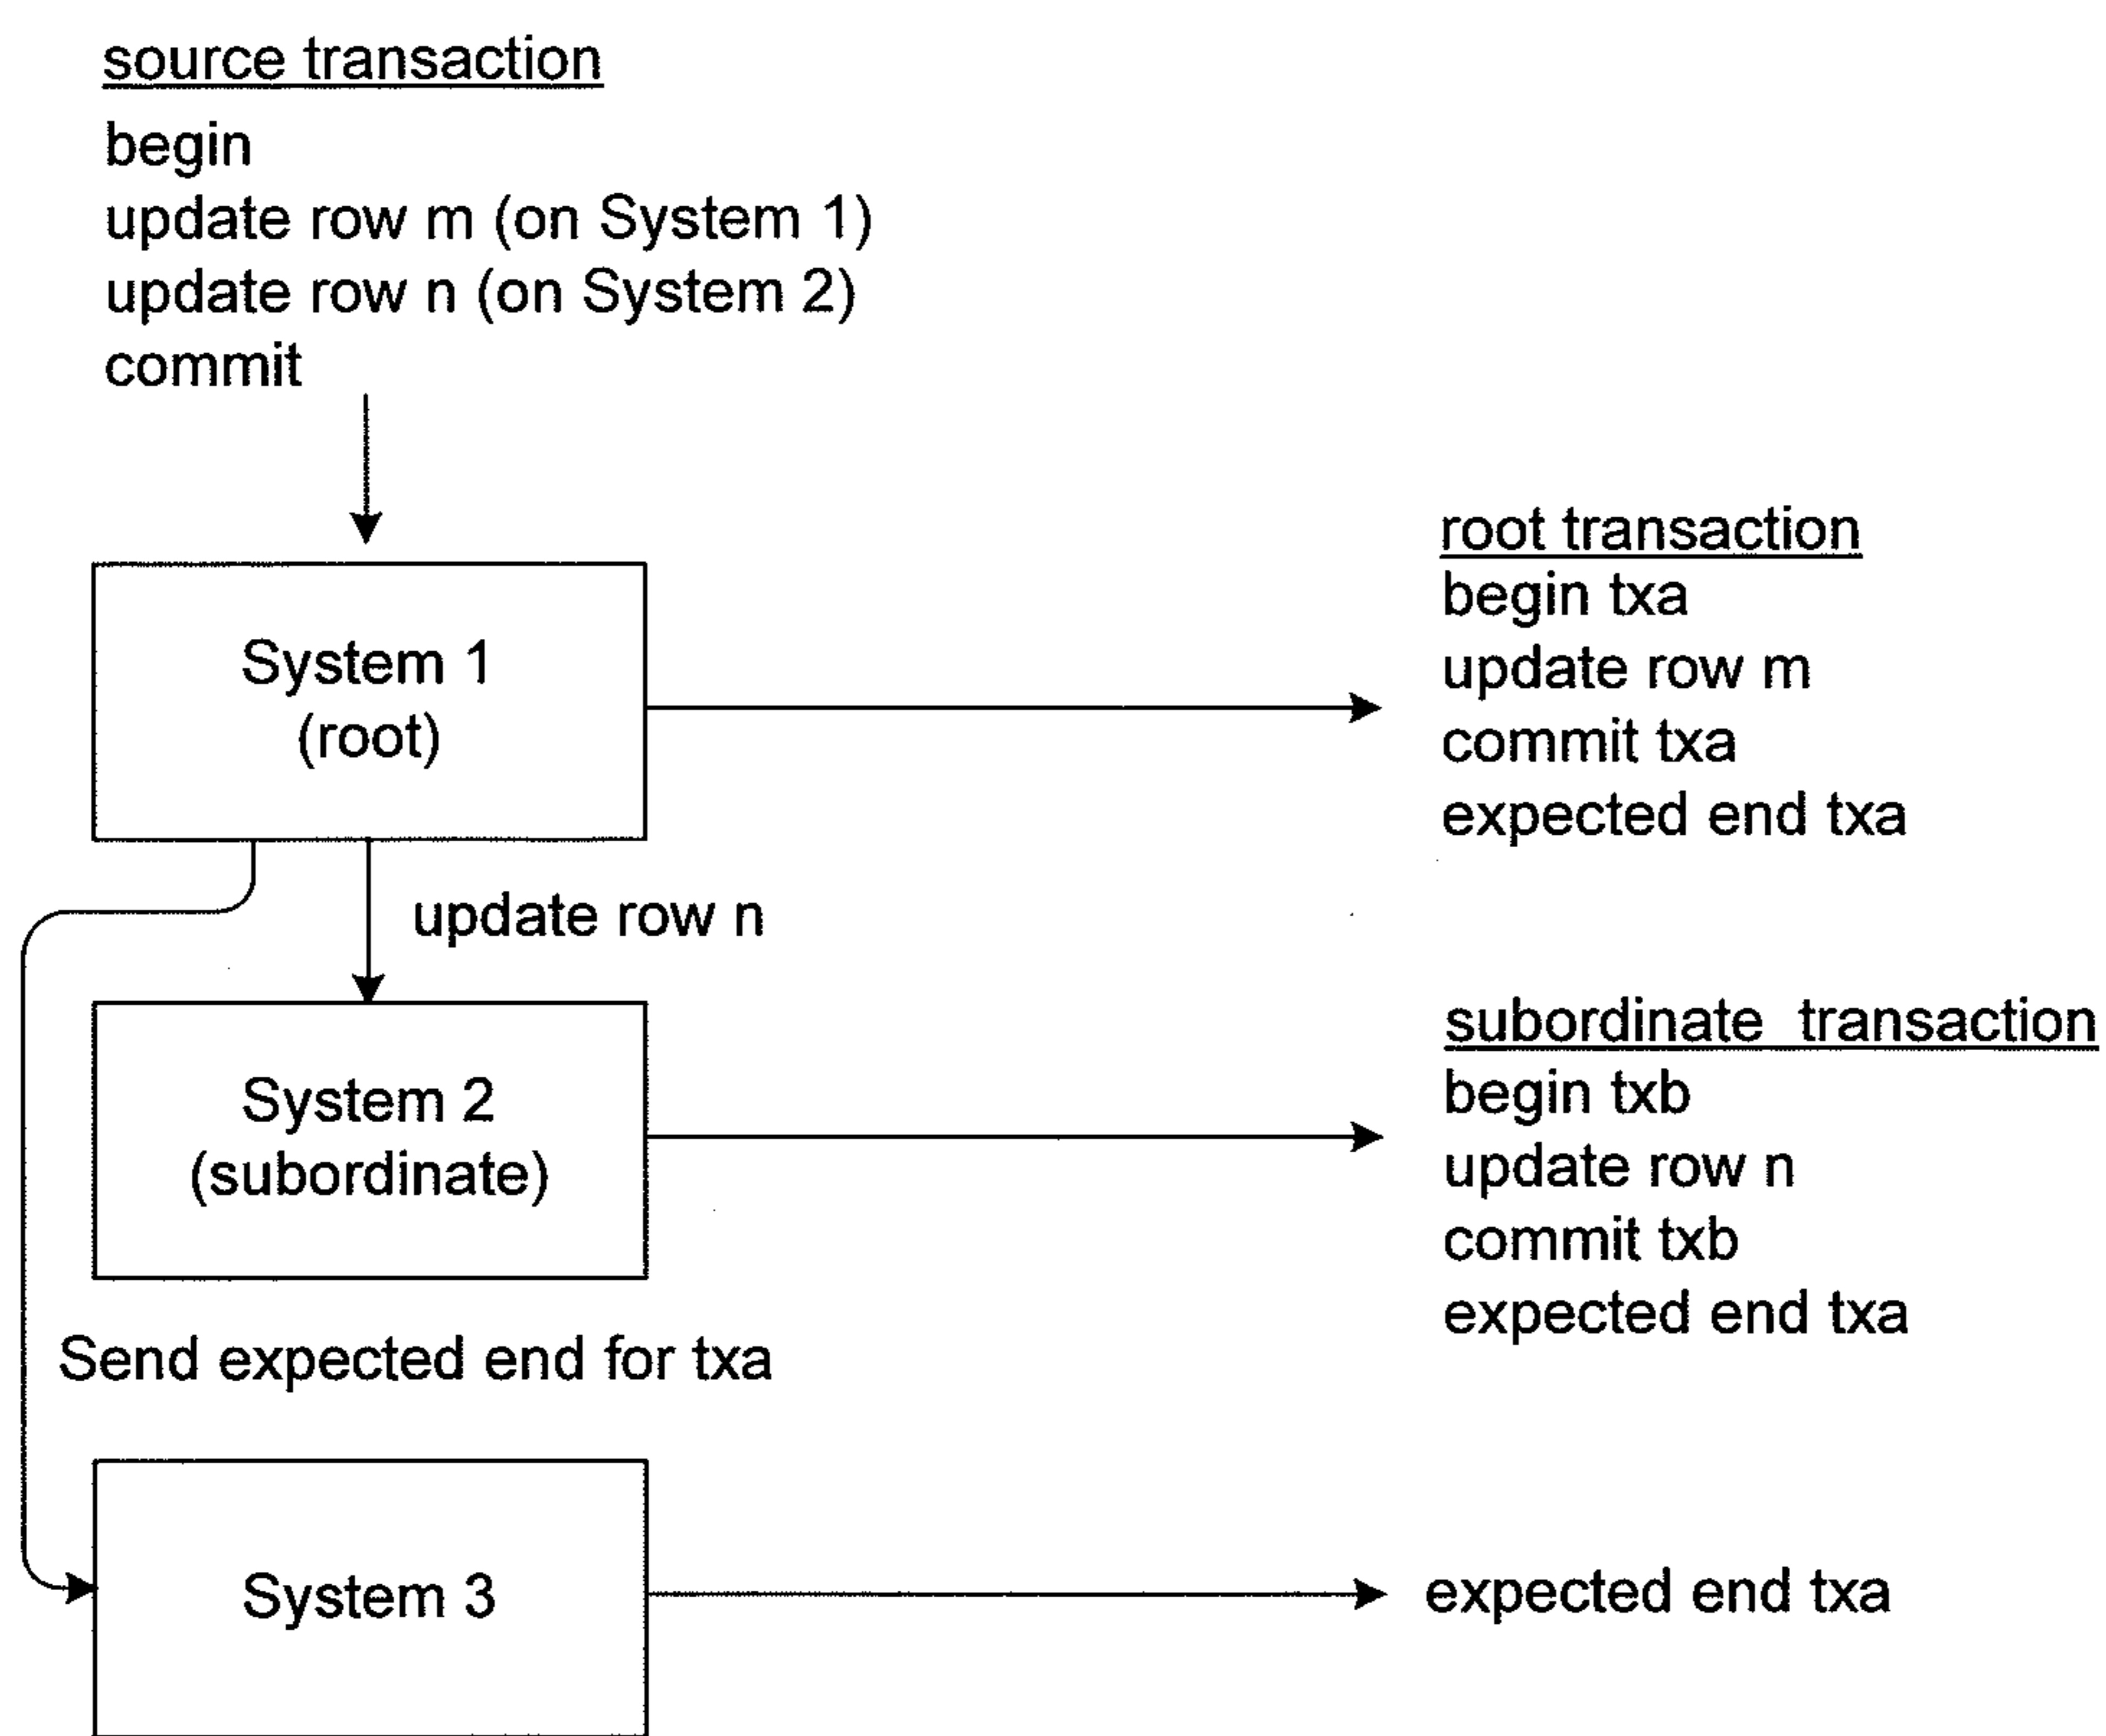 source transaction
begin
update row m (on System 1)
update row n (on System 2)
commit
System 1
(root)
root transaction
begin txa
update row m
commit txa
expected end txa
update row n
System 2
(subordinate)
subordinate transaction
begin txb
update row n
commit txb
expected end txa
Send expected end for txa
System 3
expected end txa